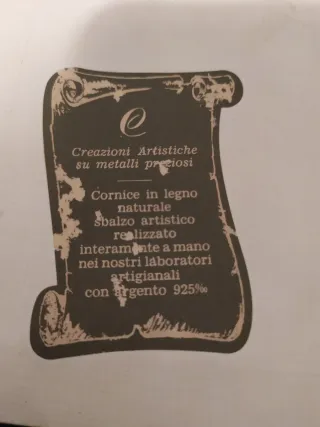 C
Creazioni Artistiche
su metalli preziosi
Cornice in legno
naturale
sbalzo artistico
realizzato
interamente a mano
nei nostri laboratori
artigianali
con argento 925‰